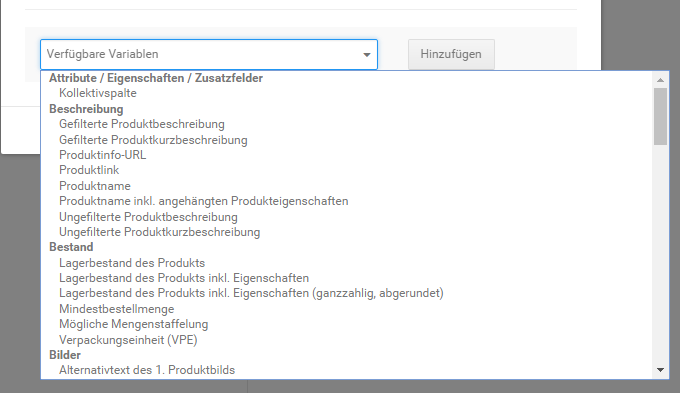 Verfügbare Variablen
Hinzufügen
Attribute / Eigenschaften / Zusatzfelder
Kollektivspalte
Beschreibung
Gefilterte Produktbeschreibung
Gefilterte Produktkurzbeschreibung
Produktinfo-URL
Produktlink
Produktname
Produktname inkl. angehängten Produkteigenschaften
Ungefilterte Produktbeschreibung
Ungefilterte Produktkurzbeschreibung
Bestand
Lagerbestand des Produkts
Lagerbestand des Produkts inkl. Eigenschaften
Lagerbestand des Produkts inkl. Eigenschaften (ganzzahlig, abgerundet)
Mindestbestellmenge
Mögliche Mengenstaffelung
Verpackungseinheit (VPE)
Bilder
Alternativtext des 1. Produktbilds